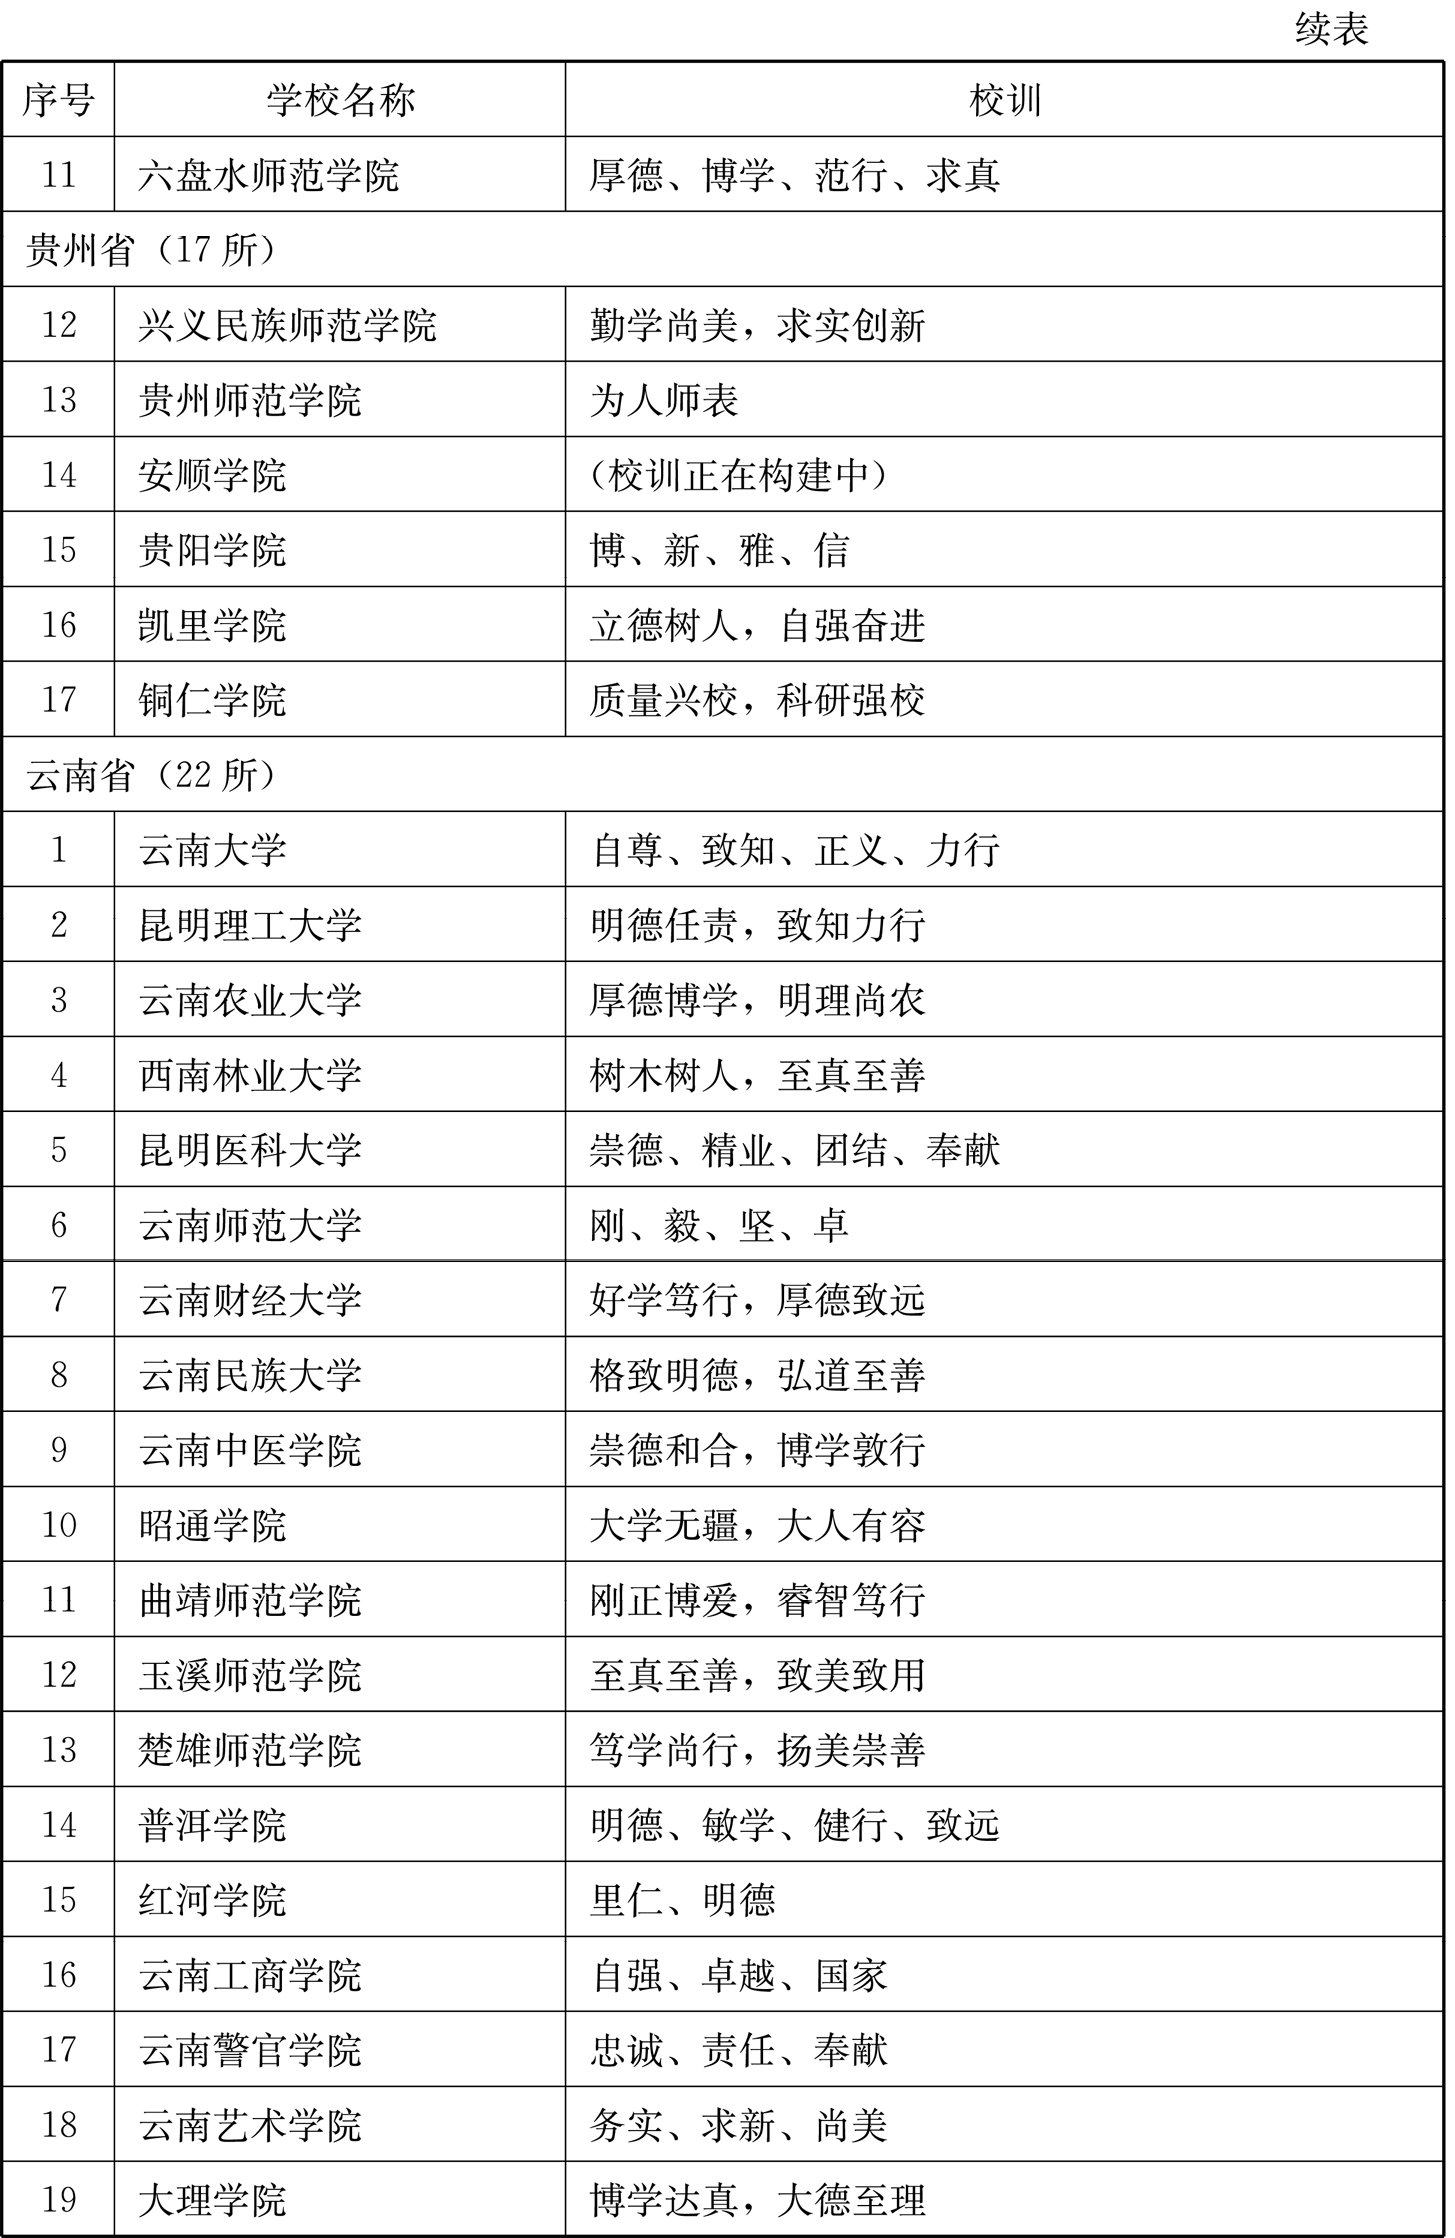 续表
序号 学校名称 校训
11 六盘水师范学院 厚德、博学、范行、求真
贵州省（17 所）
12 兴义民族师范学院 勤学尚美，求实创新
13 贵州师范学院 为人师表
14 安顺学院 （校训正在构建中）
15 贵阳学院 博、新、雅、信
16 凯里学院 立德树人，自强奋进
17 铜仁学院 质量兴校，科研强校
云南省（22 所）
1 云南大学 自尊、致知、正义、力行
2 昆明理工大学 明德任责，致知力行
3 云南农业大学 厚德博学，明理尚农
4 西南林业大学 树木树人，至真至善
5 昆明医科大学 崇德、精业、团结、奉献
6 云南师范大学 刚、毅、坚、卓
7 云南财经大学 好学笃行，厚德致远
8 云南民族大学 格致明德，弘道至善
9 云南中医学院 崇德和合，博学敦行
10 昭通学院 大学无疆，大人有容
11 曲靖师范学院 刚正博爱，睿智笃行
12 玉溪师范学院 至真至善，致美致用
13 楚雄师范学院 笃学尚行，扬美崇善
14 普洱学院 明德、敏学、健行、致远
15 红河学院 里仁、明德
16 云南工商学院 自强、卓越、国家
17 云南警官学院 忠诚、责任、奉献
18 云南艺术学院 务实、求新、尚美
19 大理学院 博学达真，大德至理